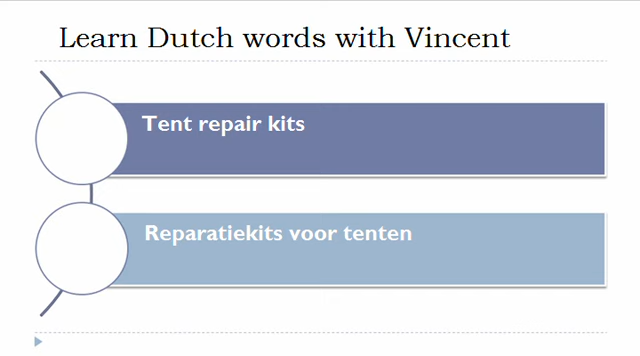 Learn Dutch words with Vincent
Tent repair kits
Reparatiekits voor tenten